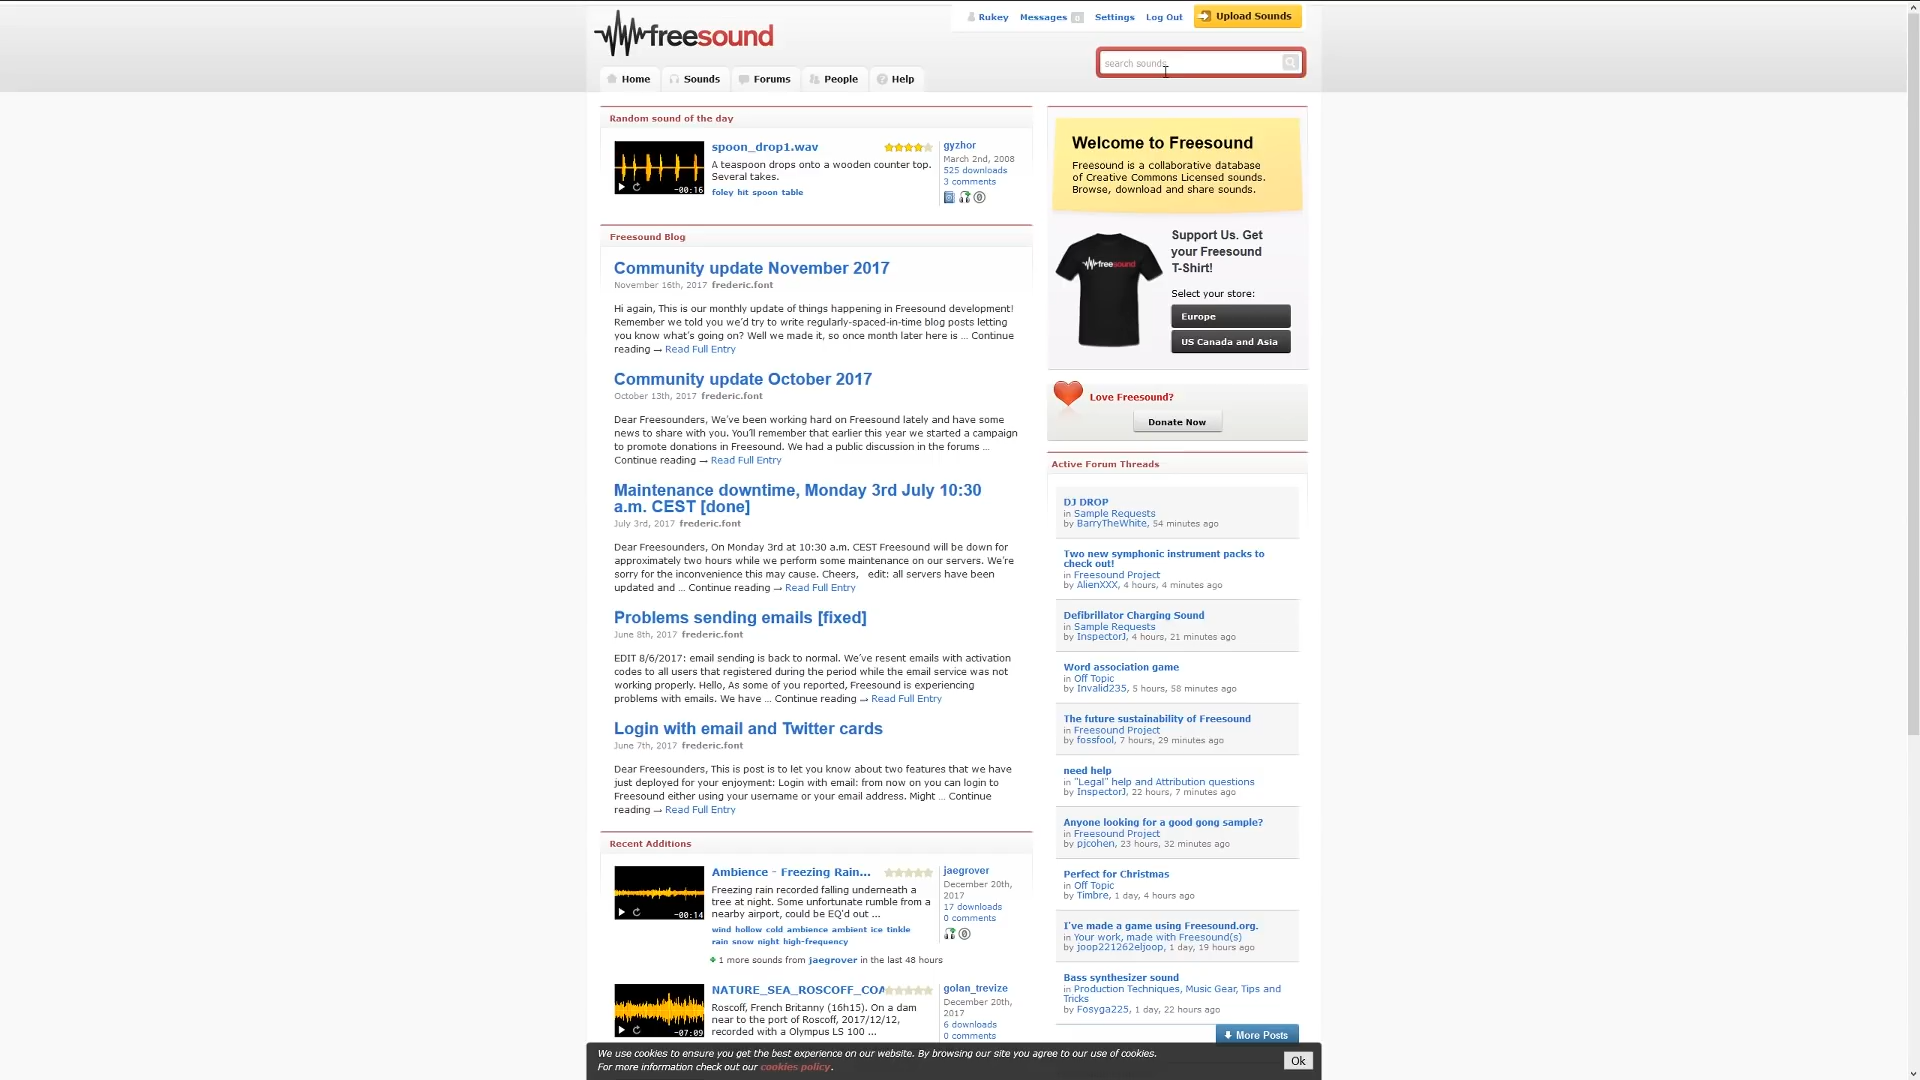 freesound
Rukey Messages 0 Settings Log Out Upload Sounds
search sounds
Home Sounds Forums People Help
Random sound of the day
spoon_drop1.wav
A teaspoon drops onto a wooden counter top.
Several takes.
foley hit spoon table
-00:16
gyzhor
March 2nd, 2008
525 downloads
3 comments
Freesound Blog
Community update November 2017
November 16th, 2017 frederic.font
Hi again, This is our monthly update of things happening in Freesound development!
Remember we told you we'd try to write regularly-spaced-in-time blog posts letting
you know what's going on? Well we made it, so once month later here is ... Continue
reading → Read Full Entry
Community update October 2017
October 13th, 2017 frederic.font
Dear Freesounders, We've been working hard on Freesound lately and have some
news to share with you. You'll remember that earlier this year we started a campaign
to promote donations in Freesound. We had a public discussion in the forums ...
Continue reading → Read Full Entry
Maintenance downtime, Monday 3rd July 10:30
a.m. CEST [done]
July 3rd, 2017 frederic.font
Dear Freesounders, On Monday 3rd at 10:30 a.m. CEST Freesound will be down for
approximately two hours while we perform some maintenance on our servers. We're
sorry for the inconvenience this may cause. Cheers, edit: all servers have been
updated and ... Continue reading → Read Full Entry
Problems sending emails [fixed]
June 8th, 2017 frederic.font
EDIT 8/6/2017: email sending is back to normal. We've resent emails with activation
codes to all users that registered during the period while the email service was not
working properly. Hello, As some of you reported, Freesound is experiencing
problems with emails. We have ... Continue reading → Read Full Entry
Login with email and Twitter cards
June 7th, 2017 frederic.font
Dear Freesounders, This is post is to let you know about two features that we have
just deployed for your enjoyment: Login with email: from now on you can login to
Freesound either using your username or your email address. Might ... Continue
reading → Read Full Entry
Recent Additions
Ambience - Freezing Rain...
Freezing rain recorded falling underneath a
tree at night. Some unfortunate rumble from a
nearby airport, could be EQ'd out ...
wind hollow cold ambience ambient ice tinkle
rain snow night high-frequency
-00:14
jaegrover
December 20th,
2017
17 downloads
0 comments
1 more sounds from jaegrover in the last 48 hours
NATURE_SEA_ROSCOFF_COA
Roscoff, French Britanny (16h15). On a dam
near to the port of Roscoff, 2017/12/12,
recorded with a Olympus LS 100 ...
-07:09
golan_trevize
December 20th,
2017
6 downloads
0 comments
Welcome to Freesound
Freesound is a collaborative database
of Creative Commons Licensed sounds.
Browse, download and share sounds.
freesound
Support Us. Get
your Freesound
T-Shirt!
Select your store:
Europe
US Canada and Asia
Love Freesound?
Donate Now
Active Forum Threads
DJ DROP
in Sample Requests
by BarryTheWhite, 54 minutes ago
Two new symphonic instrument packs to
check out!
in Freesound Project
by AlienXXX, 4 hours, 4 minutes ago
Defibrillator Charging Sound
in Sample Requests
by InspectorJ, 4 hours, 21 minutes ago
Word association game
in Off Topic
by Invalid235, 5 hours, 58 minutes ago
The future sustainability of Freesound
in Freesound Project
by fossfool, 7 hours, 29 minutes ago
need help
in "Legal" help and Attribution questions
by InspectorJ, 22 hours, 7 minutes ago
Anyone looking for a good gong sample?
in Freesound Project
by pjcohen, 23 hours, 32 minutes ago
Perfect for Christmas
in Off Topic
by Timbre, 1 day, 4 hours ago
I've made a game using Freesound.org.
in Your work, made with Freesound(s)
by joop221262eljoop, 1 day, 19 hours ago
Bass synthesizer sound
in Production Techniques, Music Gear, Tips and
Tricks
by Fosyga225, 1 day, 22 hours ago
More Posts
We use cookies to ensure you get the best experience on our website. By browsing our site you agree to our use of cookies.
For more information check out our cookies policy.
Ok